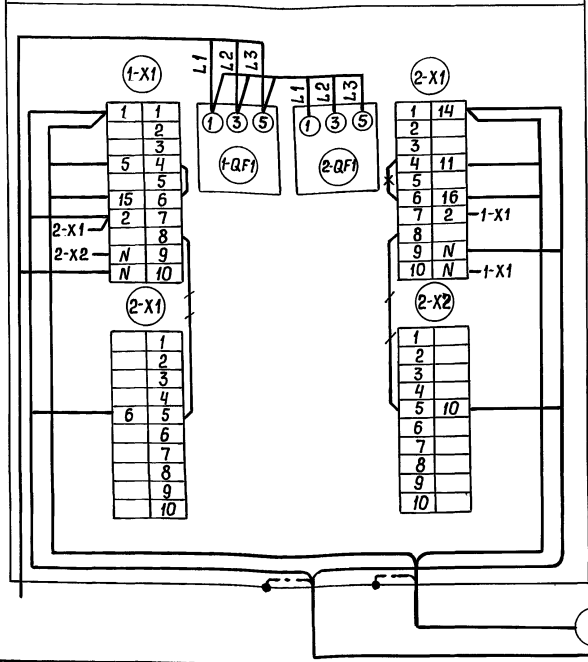 L1 L2 L3
1-X1
2-X1
L1 L2 L3
1 3 5
1 3 5
1-QF1
2-QF1
1 1
2
3
5 4
5
15 6
2 7
8
N 9
N 10
2-X1
2-X2
1 14
2
3
4 11
5
6 16
7 2
8
9 N
10 N
1-X1
1-X1
2-X1
1
2
3
4
6 5
6
7
8
9
10
2-X2
1
2
3
4
5 10
6
7
8
9
10